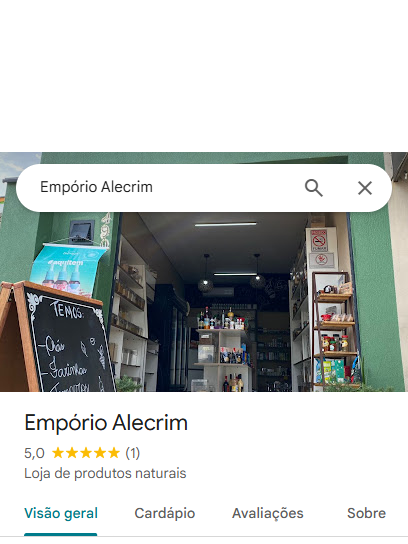 Empório Alecrim
TEMOS:
Chás
Farinhas
Empório Alecrim
5,0 ★★★★★ (1)
Loja de produtos naturais
Visão geral Cardápio Avaliações Sobre